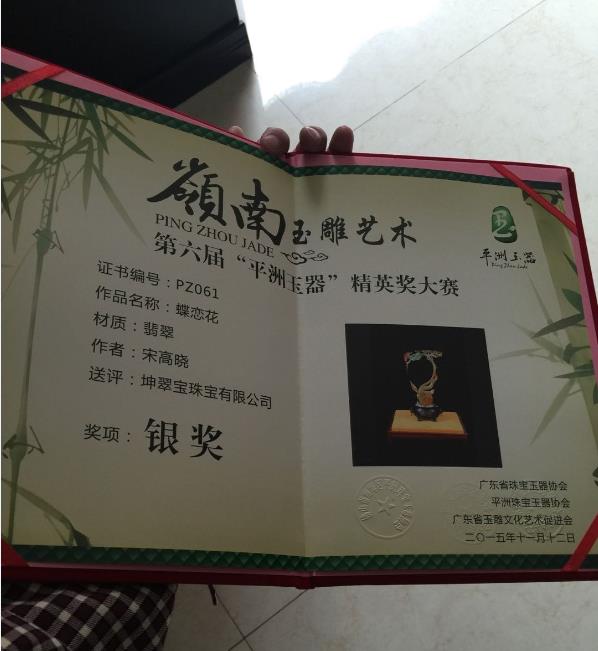 嶺南玉雕艺术
PING ZHOU JADE
第六届“平洲玉器”精英奖大赛
平洲玉器
Ping Zhou Jade
证书编号：PZ061
作品名称：蝶恋花
材质：翡翠
作者：宋高晓
送评：坤翠宝珠宝有限公司
奖项：银奖
广东省珠宝玉器协会
平洲珠宝玉器协会
广东省玉雕文化艺术促进会
二〇一五年十一月十二日